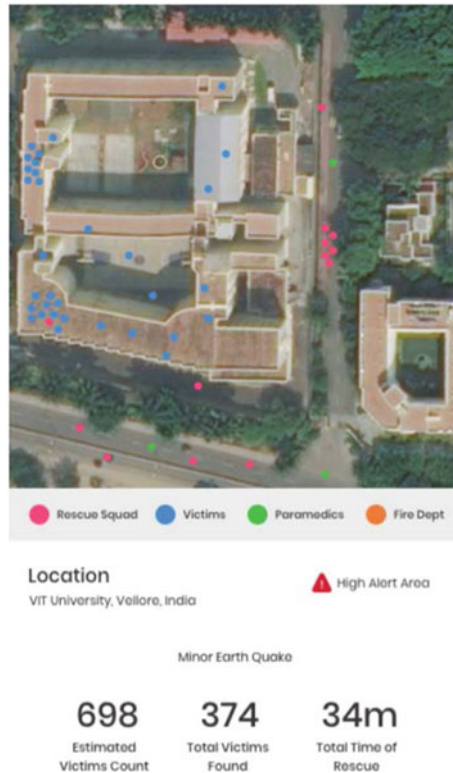 Rescue Squad Victims Paramedics Fire Dept
Location
High Alert Area
VIT University, Vellore, India
Minor Earth Quake
698 374 34m
Estimated Total Victims Total Time of
Victims Count Found Rescue